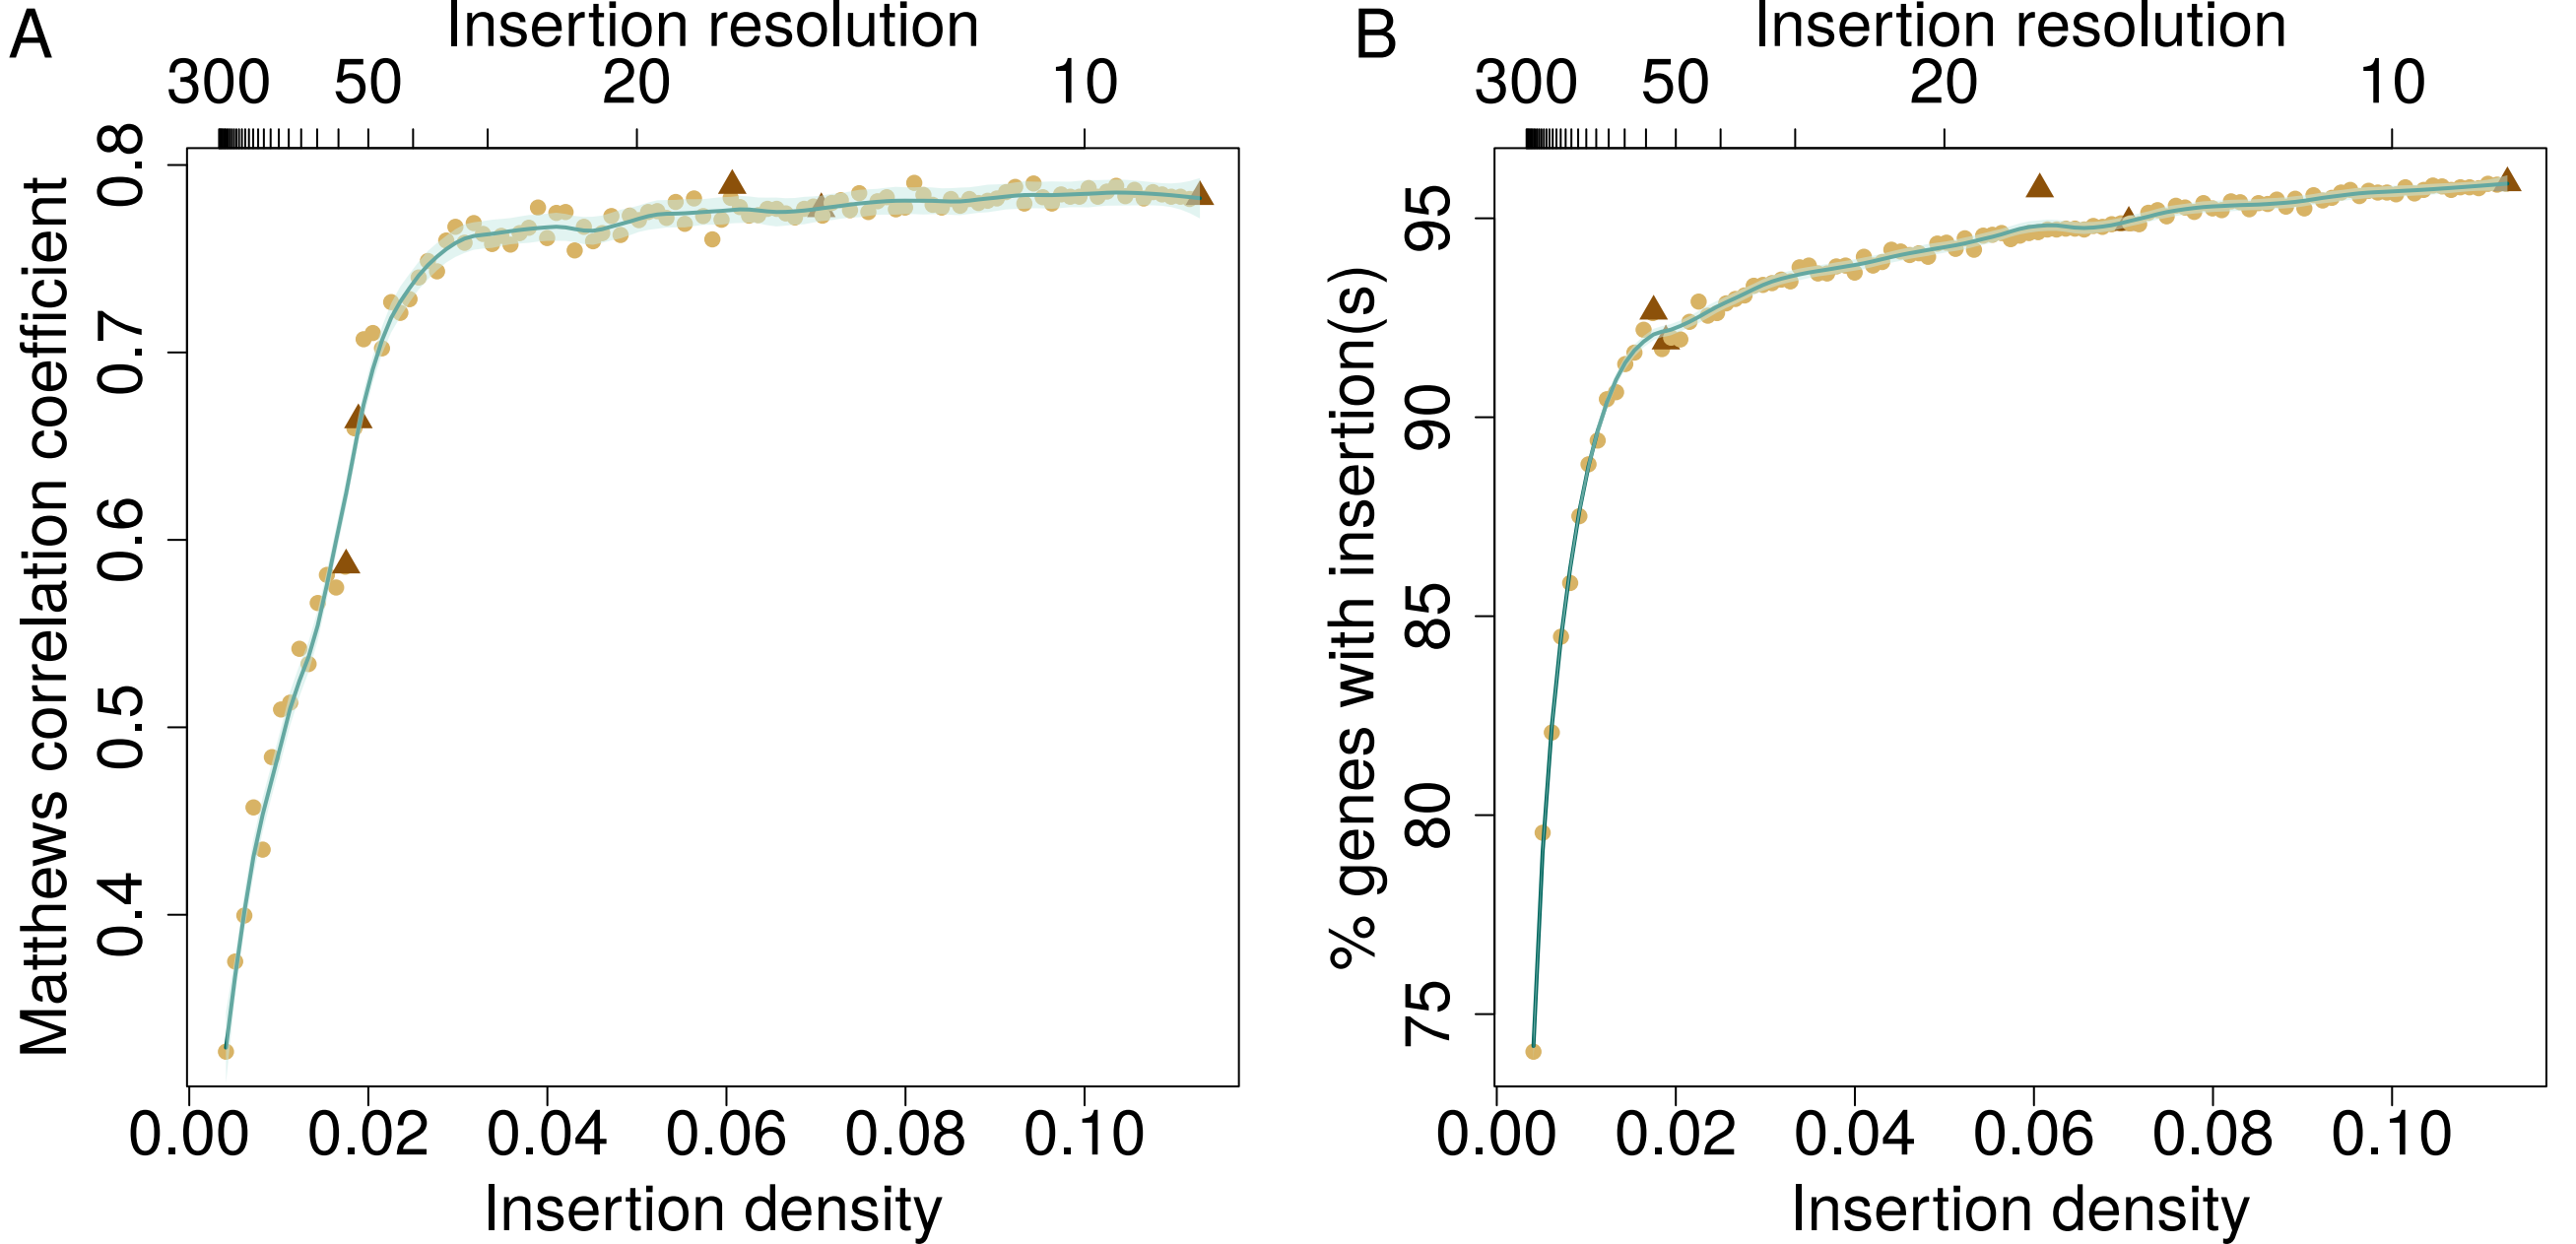 A
Insertion resolution
300 50 20 10
Matthews correlation coefficient
0.8
0.7
0.6
0.5
0.4
0.00 0.02 0.04 0.06 0.08 0.10
Insertion density
B
Insertion resolution
300 50 20 10
% genes with insertion(s)
95
90
85
80
75
0.00 0.02 0.04 0.06 0.08 0.10
Insertion density